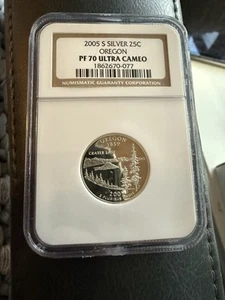 2005 S SILVER 25C
OREGON
PF 70 ULTRA CAMEO
1862670-077
NUMISMATIC GUARANTY CORPORATION
OREGON
1859
CRATER LAKE